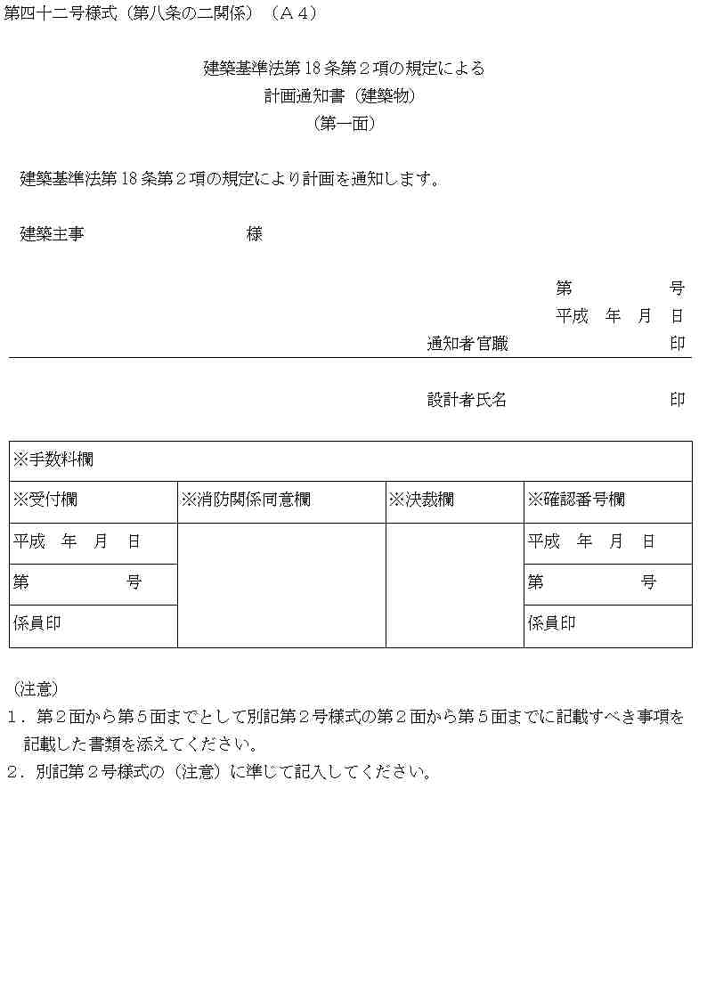 第四十二号様式（第八条の二関係）（Ａ４）
建築基準法第18条第２項の規定による
計画通知書（建築物）
（第一面）
建築基準法第18条第２項の規定により計画を通知します。
建築主事　　　　　　　　　　様
第　　　　　　号
平成　年　月　日
通知者官職　　　　　　　　　　印
設計者氏名　　　　　　　　　　印
※手数料欄
※受付欄　※消防関係同意欄　※決裁欄　※確認番号欄
平成　年　月　日　平成　年　月　日
第　　　　　　号　第　　　　　　号
係員印　係員印
（注意）
１．第２面から第５面までとして別記第２号様式の第２面から第５面までに記載すべき事項を
記載した書類を添えてください。
２．別記第２号様式の（注意）に準じて記入してください。